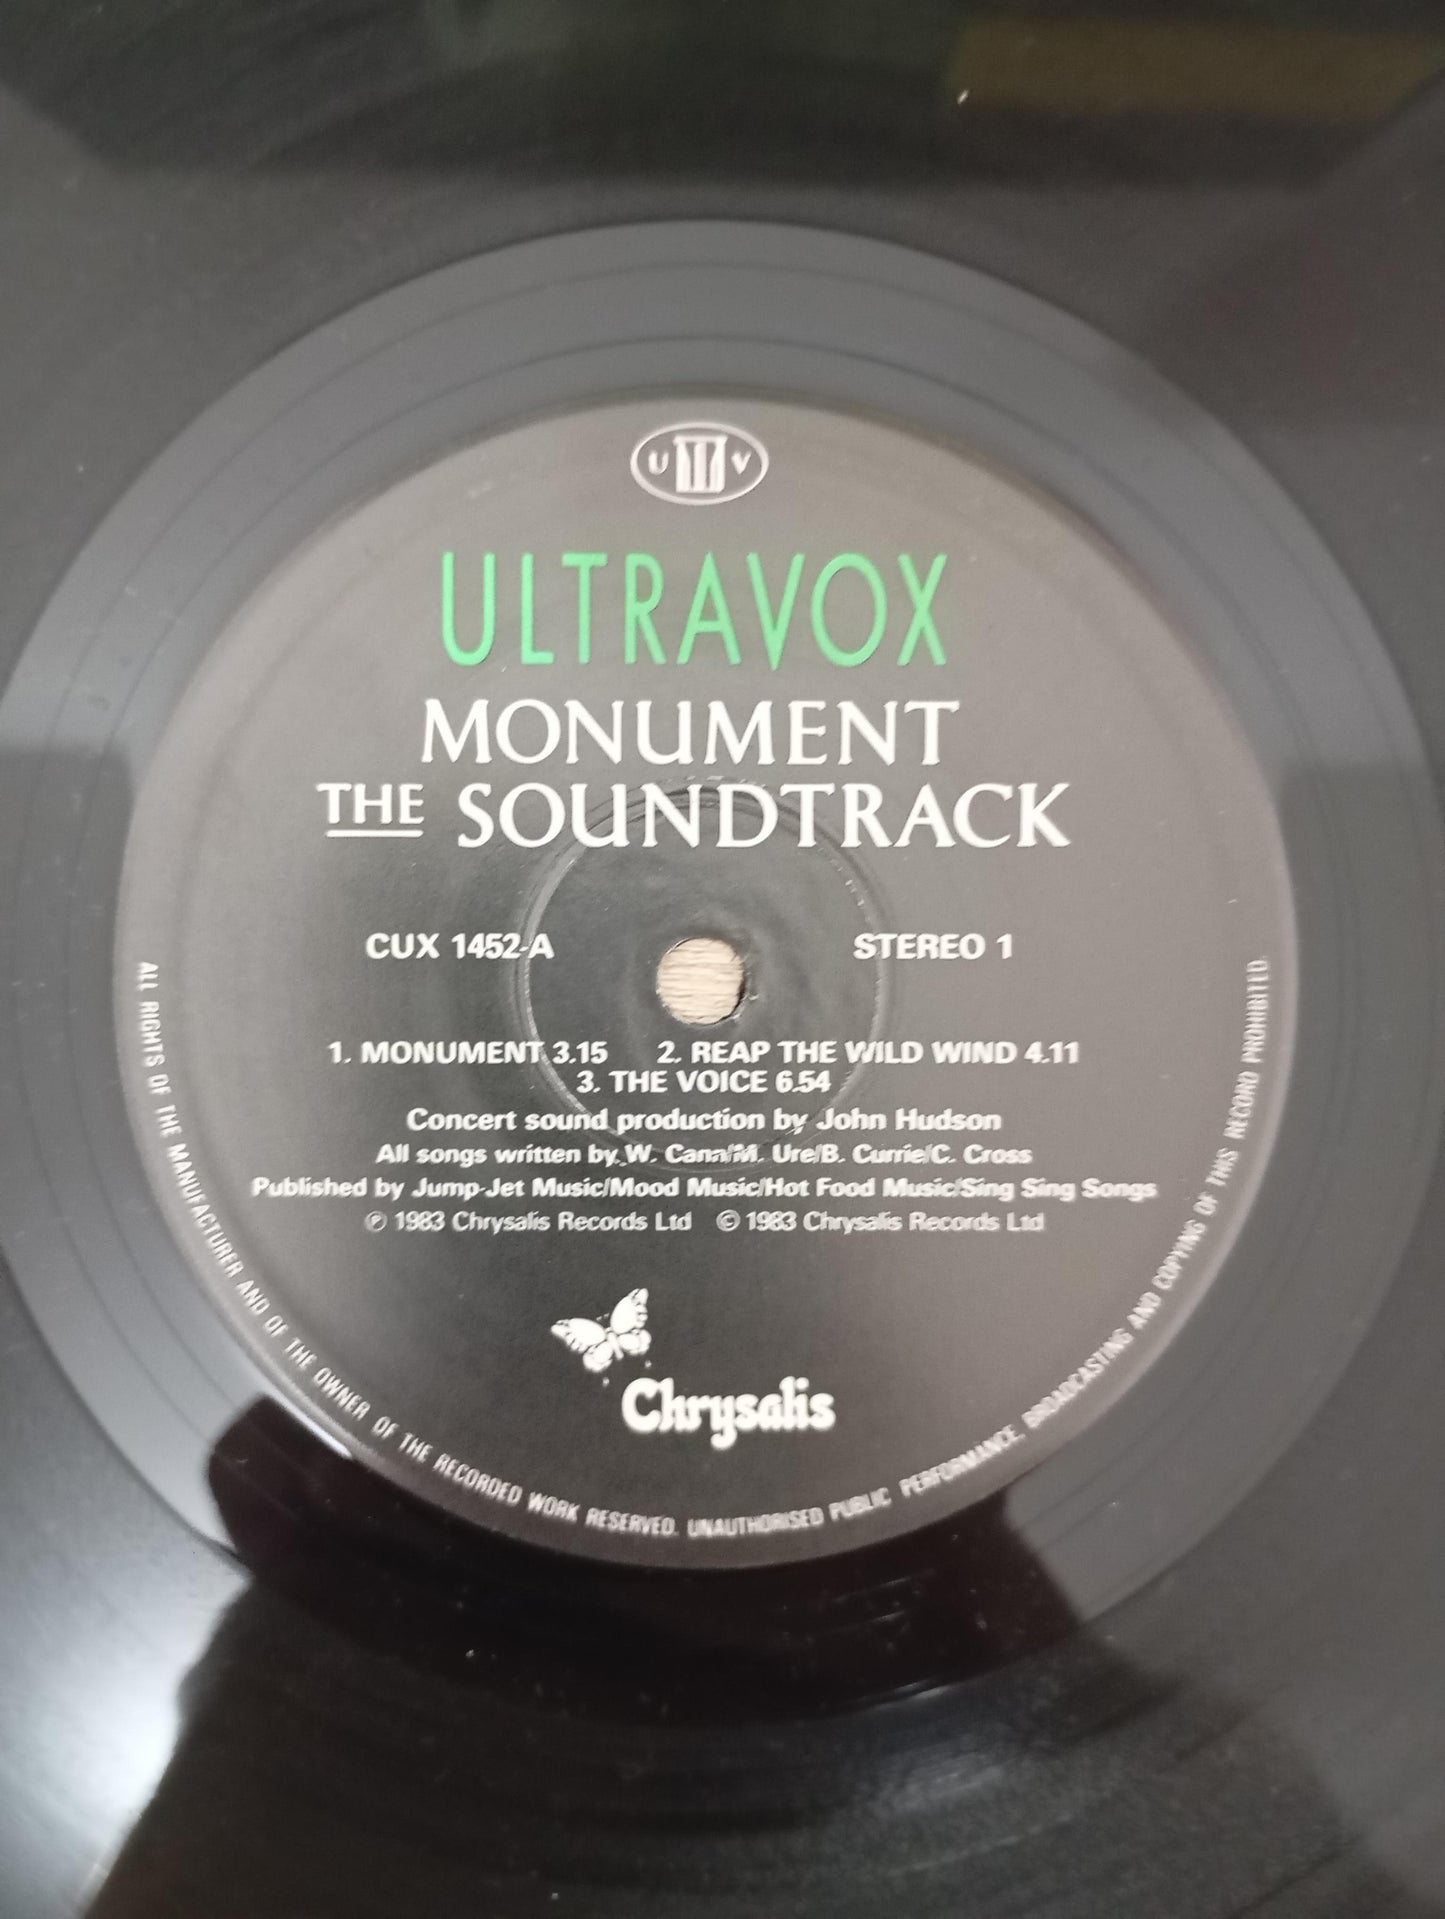 U V
ULTRAVOX
MONUMENT
THE SOUNDTRACK
CUX 1452-A STEREO 1
1. MONUMENT 3.15 2. REAP THE WILD WIND 4.11
3. THE VOICE 6.54
Concert sound production by John Hudson
All songs written by W. Cann/M. Ure/B. Currie/C. Cross
Published by Jump-Jet Music/Mood Music/Hot Food Music/Sing Sing Songs
℗ 1983 Chrysalis Records Ltd © 1983 Chrysalis Records Ltd
Chrysalis
ALL RIGHTS OF THE MANUFACTURER AND OF THE OWNER OF THE RECORDED WORK RESERVED. UNAUTHORISED PUBLIC PERFORMANCE, BROADCASTING AND COPYING OF THIS RECORD PROHIBITED.